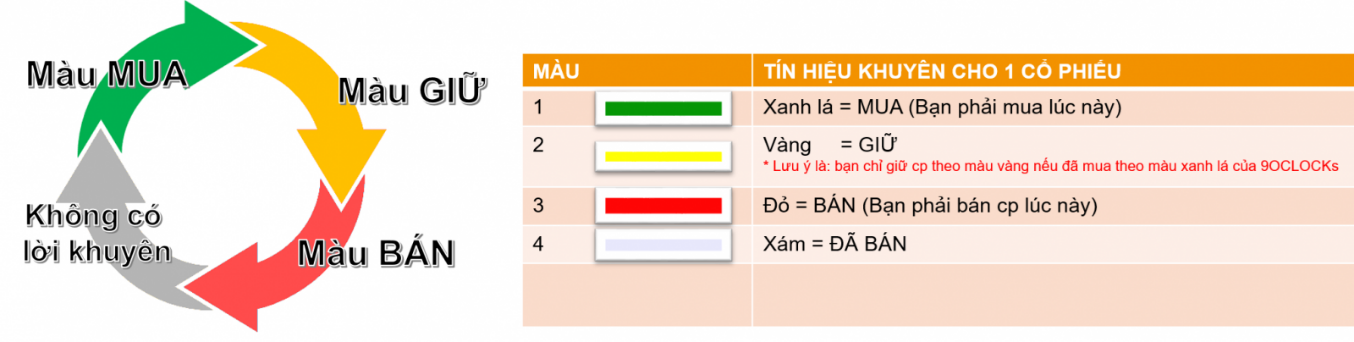 Màu MUA
Màu GIỮ
Màu BÁN
Không có
lời khuyên
MÀU TÍN HIỆU KHUYÊN CHO 1 CỔ PHIẾU
1 Xanh lá = MUA (Bạn phải mua lúc này)
2 Vàng = GIỮ
* Lưu ý là: bạn chỉ giữ cp theo màu vàng nếu đã mua theo màu xanh lá của 9OCLOCKs
3 Đỏ = BÁN (Bạn phải bán cp lúc này)
4 Xám = ĐÃ BÁN